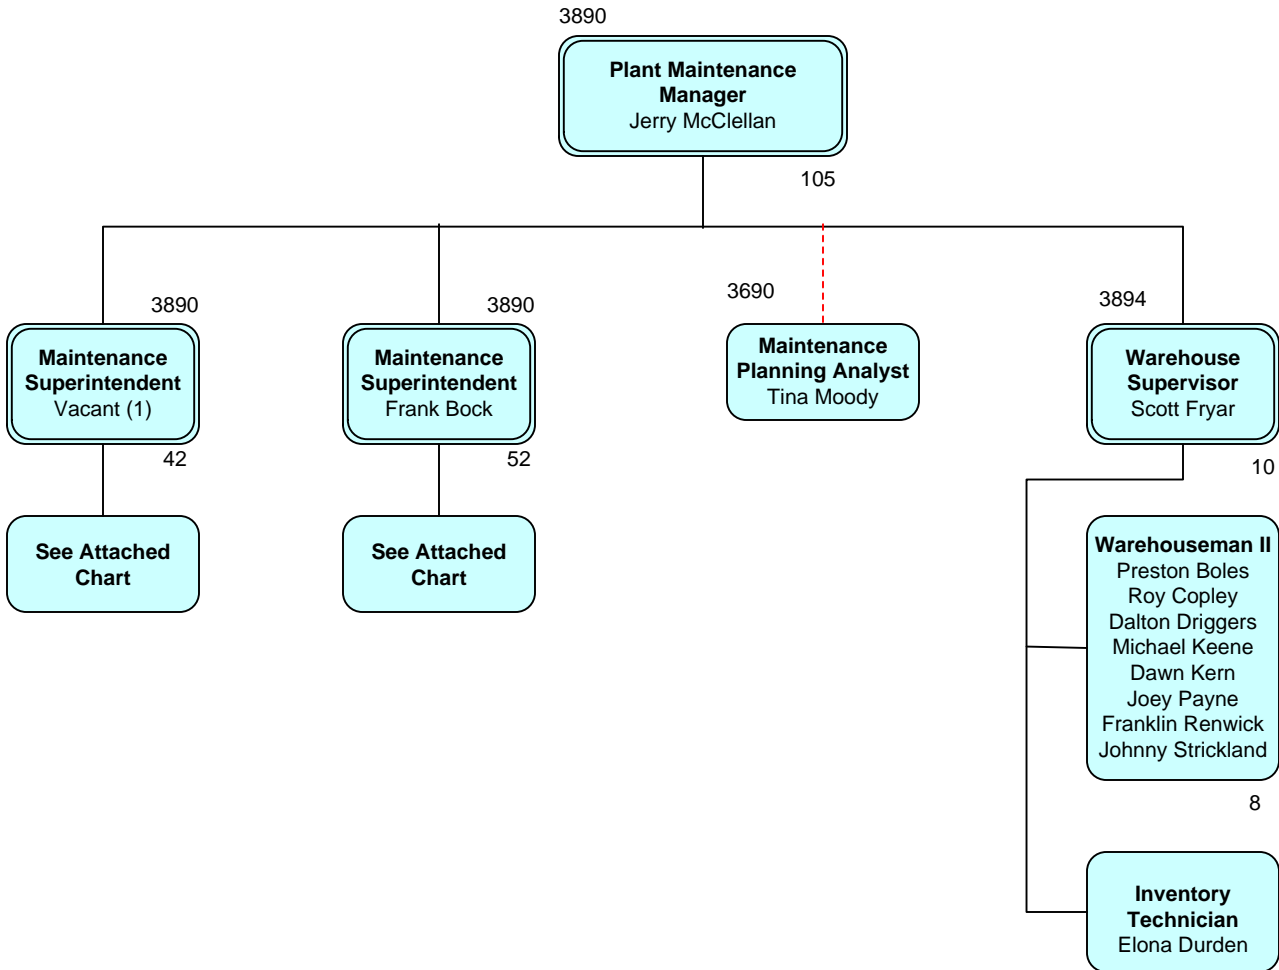 3890
Plant Maintenance
Manager
Jerry McClellan
105
3890
Maintenance
Superintendent
Vacant (1)
42
See Attached
Chart
3890
Maintenance
Superintendent
Frank Bock
52
See Attached
Chart
3690
Maintenance
Planning Analyst
Tina Moody
3894
Warehouse
Supervisor
Scott Fryar
10
Warehouseman II
Preston Boles
Roy Copley
Dalton Driggers
Michael Keene
Dawn Kern
Joey Payne
Franklin Renwick
Johnny Strickland
8
Inventory
Technician
Elona Durden